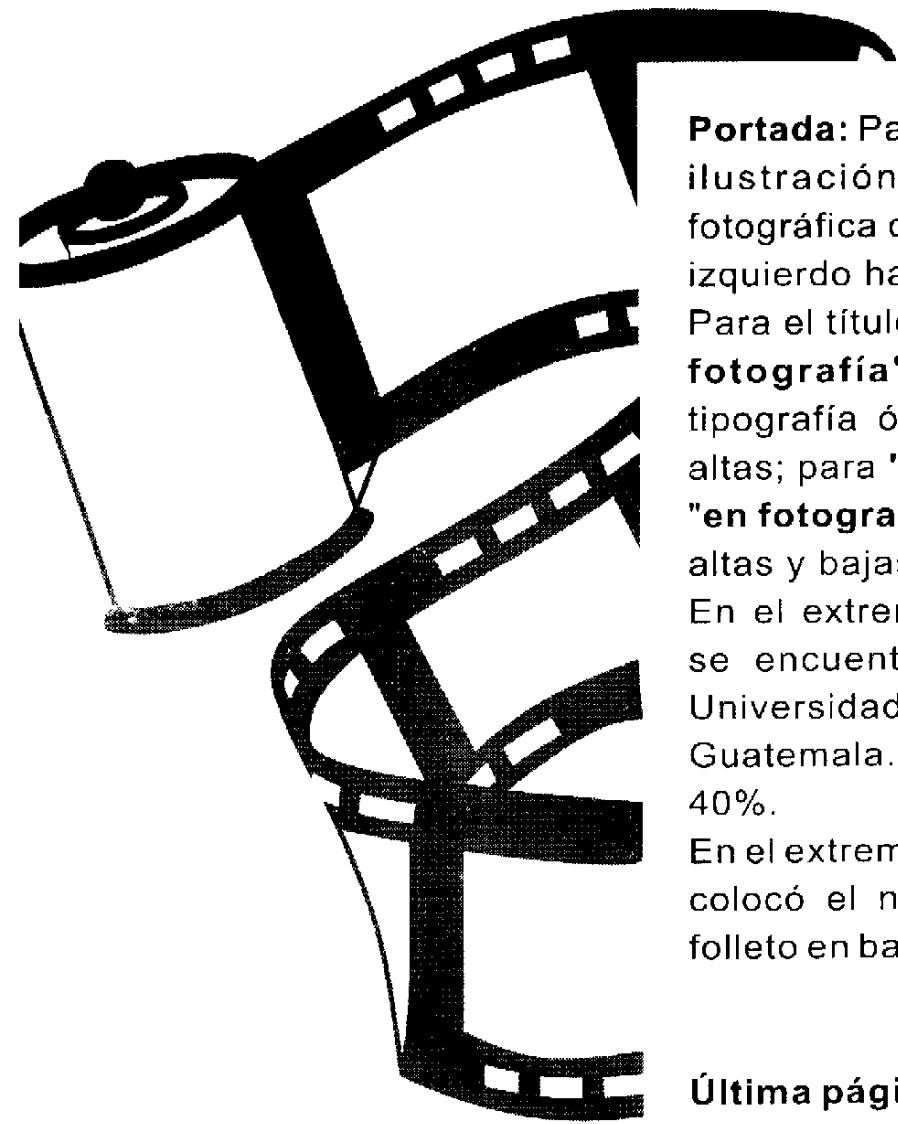 Portada: Pa
ilustración
fotográfica
izquierdo ha
Para el títul
fotografía"
tipografía ó
altas; para "
"en fotogra
altas y bajas
En el extre
se encuent
Universidad
Guatemala.
40%.
En el extrem
colocó el n
folleto en ba
Última pági